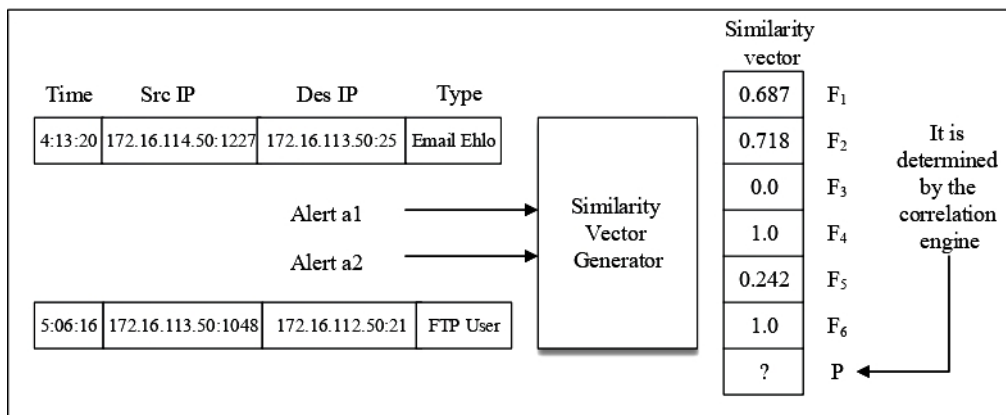 Similarity
vector
Time Src IP Des IP Type
4:13:20 172.16.114.50:1227 172.16.113.50:25 Email Ehlo
Alert a1
Alert a2
5:06:16 172.16.113.50:1048 172.16.112.50:21 FTP User
Similarity
Vector
Generator
0.687 F1
0.718 F2
0.0 F3
1.0 F4
0.242 F5
1.0 F6
? P
It is
determined
by the
correlation
engine